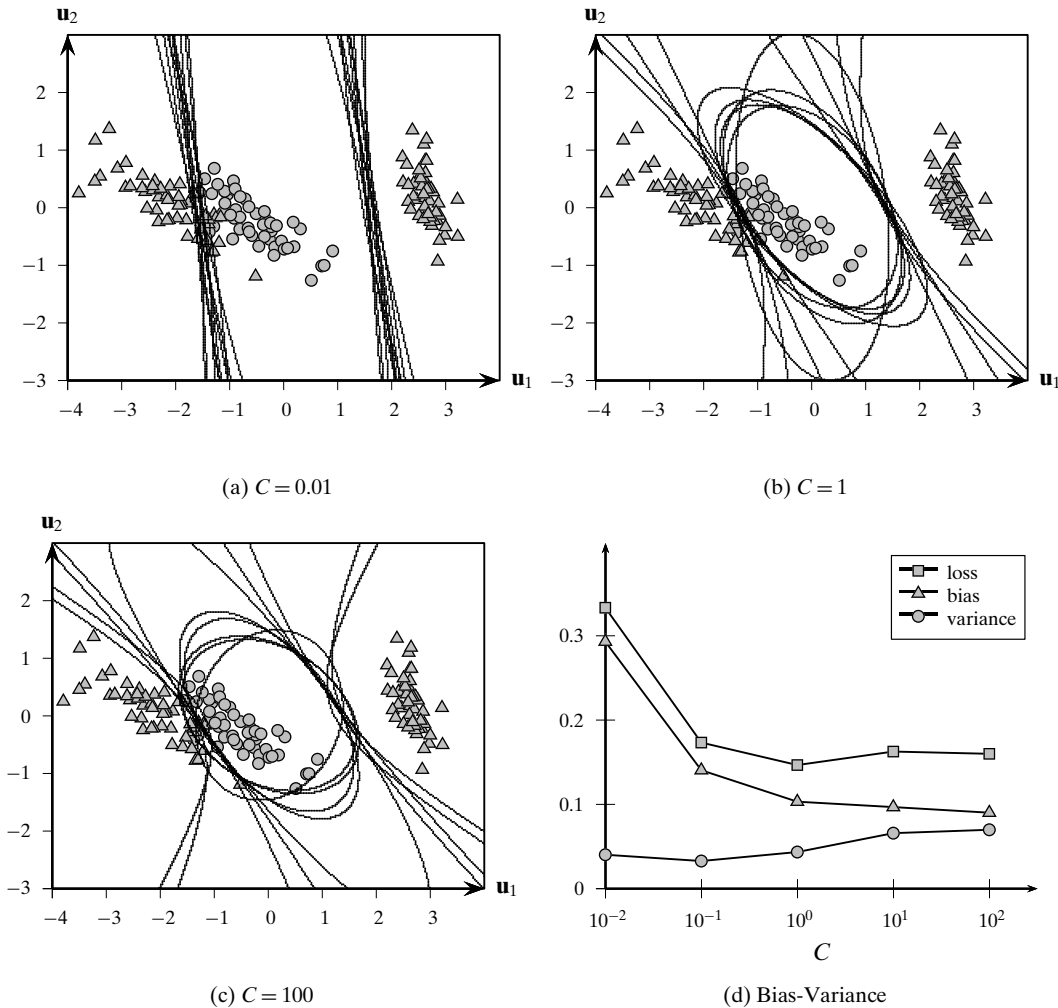 u2
u2
2
1
0
−1
−2
−3
u1
−4 −3 −2 −1 0 1 2 3
2
1
0
−1
−2
−3
u1
−4 −3 −2 −1 0 1 2 3
(a) C = 0.01
(b) C = 1
u2
2
1
0
−1
−2
−3
u1
−4 −3 −2 −1 0 1 2 3
loss
bias
variance
0.3
0.2
0.1
0
10−2 10−1 100 101 102
C
(c) C = 100
(d) Bias-Variance